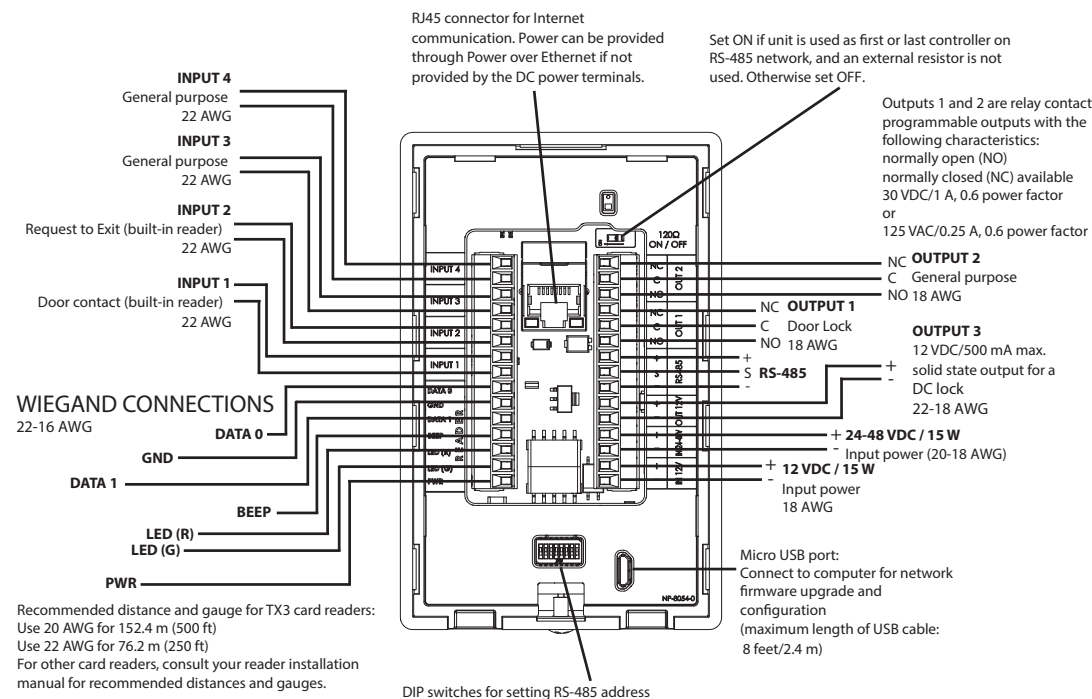 RJ45 connector for Internet
communication. Power can be provided
through Power over Ethernet if not
provided by the DC power terminals.
Set ON if unit is used as first or last controller on
RS-485 network, and an external resistor is not
used. Otherwise set OFF.
Outputs 1 and 2 are relay contact
programmable outputs with the
following characteristics:
normally open (NO)
normally closed (NC) available
30 VDC/1 A, 0.6 power factor
or
125 VAC/0.25 A, 0.6 power factor
INPUT 4
General purpose
22 AWG
INPUT 3
General purpose
22 AWG
INPUT 2
Request to Exit (built-in reader)
22 AWG
INPUT 1
Door contact (built-in reader)
22 AWG
WIEGAND CONNECTIONS
22-16 AWG
DATA 0
GND
DATA 1
BEEP
LED (R)
LED (G)
PWR
Recommended distance and gauge for TX3 card readers:
Use 20 AWG for 152.4 m (500 ft)
Use 22 AWG for 76.2 m (250 ft)
For other card readers, consult your reader installation
manual for recommended distances and gauges.
120Ω
ON / OFF
ON
INPUT 4
INPUT 3
INPUT 2
INPUT 1
DATA 0
GND
DATA 1
BEEP
LED (R)
LED (G)
PWR
READER
NC
C
NO
OUT 2
NC
C
NO
OUT 1
+
S
-
RS-485
+
-
OUT 12V
+
-
IN24-48V
+
-
IN 12V
NP-8054-0
NC OUTPUT 2
C General purpose
NO 18 AWG
NC OUTPUT 1
C Door Lock
NO 18 AWG
+
S RS-485
-
OUTPUT 3
12 VDC/500 mA max.
+ solid state output for a
- DC lock
22-18 AWG
+ 24-48 VDC / 15 W
- Input power (20-18 AWG)
+ 12 VDC / 15 W
- Input power
18 AWG
Micro USB port:
Connect to computer for network
firmware upgrade and
configuration
(maximum length of USB cable:
8 feet/2.4 m)
DIP switches for setting RS-485 address